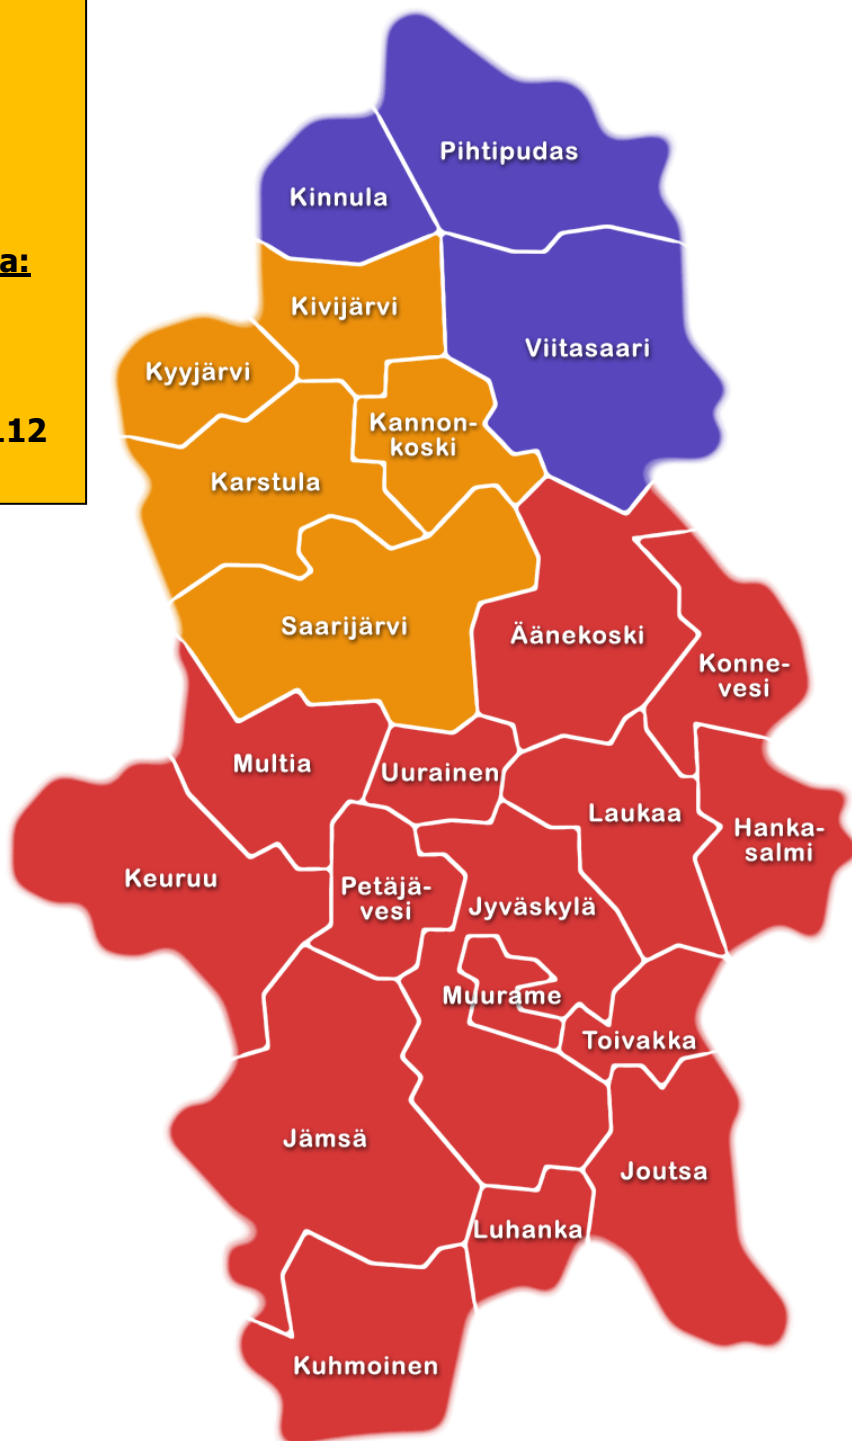 a:
112
Pihtipudas
Kinnula
Kivijärvi
Viitasaari
Kyyjärvi
Kannon-
koski
Karstula
Saarijärvi
Äänekoski
Konne-
vesi
Multia
Uurainen
Laukaa
Hanka-
salmi
Keuruu
Petäjä-
vesi
Jyväskylä
Muurame
Toivakka
Jämsä
Joutsa
Luhanka
Kuhmoinen